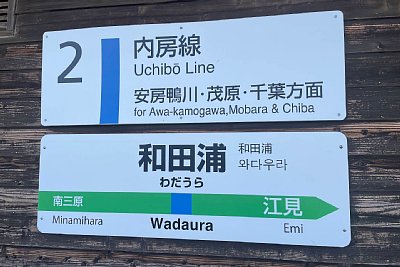 2
内房線
Uchibō Line
安房鴨川・茂原・千葉方面
for Awa-kamogawa,Mobara & Chiba
和田浦
わだうら
和田浦
와다우라
南三原
江見
Minamihara
Wadaura
Emi